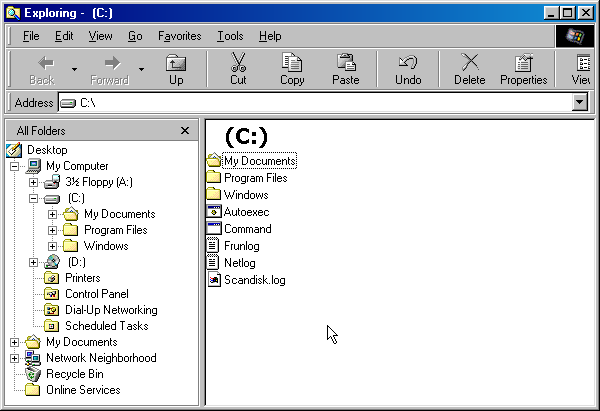 Exploring - (C:)
File Edit View Go Favorites Tools Help
Back Forward Up Cut Copy Paste Undo Delete Properties
Address C:\
All Folders
Desktop
My Computer
3½ Floppy (A:)
(C:)
My Documents
Program Files
Windows
(D:)
Printers
Control Panel
Dial-Up Networking
Scheduled Tasks
My Documents
Network Neighborhood
Recycle Bin
Online Services
(C:)
My Documents
Program Files
Windows
Autoexec
Command
Frunlog
Netlog
Scandisk.log